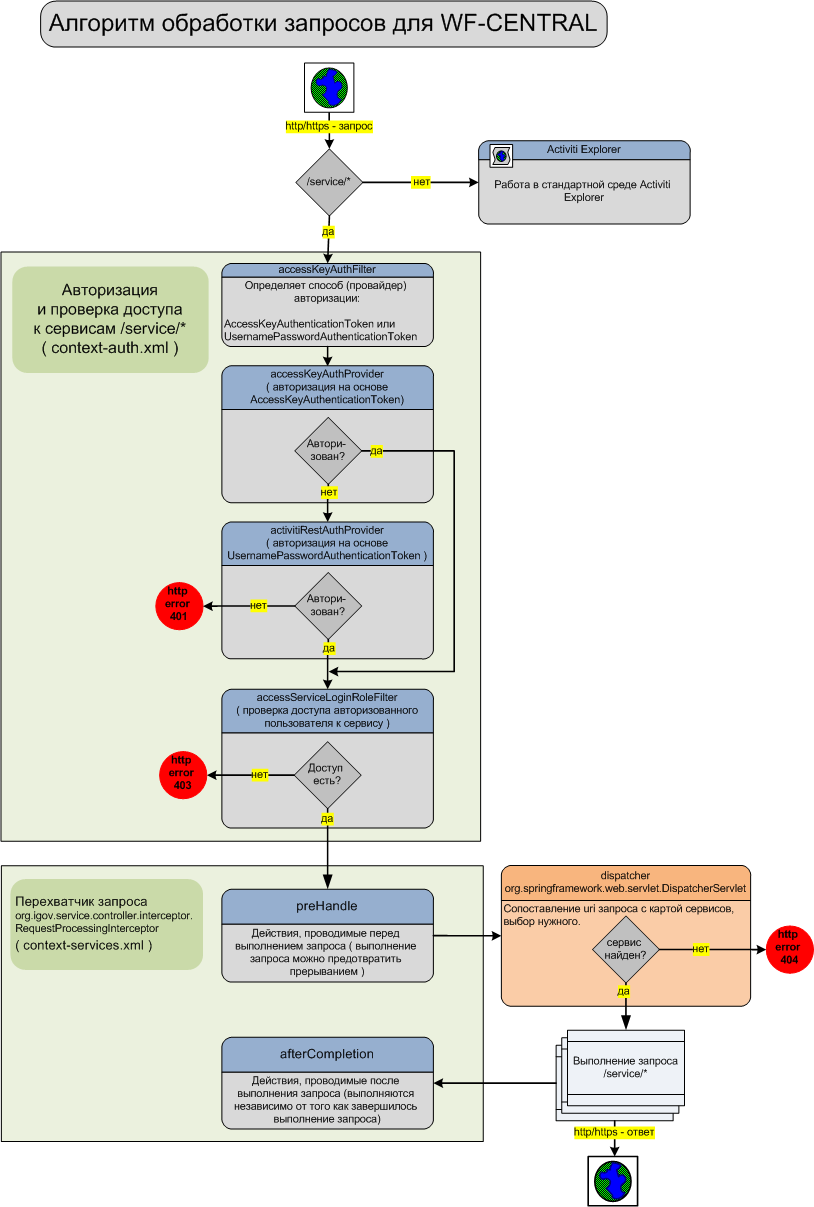 Алгоритм обработки запросов для WF-CENTRAL
http/https - запрос
/service/*
нет
Activiti Explorer
Работа в стандартной среде Activiti
Explorer
да
Авторизация
и проверка доступа
к сервисам /service/*
( context-auth.xml )
accessKeyAuthFilter
Определяет способ (провайдер)
авторизации:
AccessKeyAuthenticationToken или
UsernamePasswordAuthenticationToken
accessKeyAuthProvider
( авторизация на основе
AccessKeyAuthenticationToken)
Автори-
зован?
да
нет
activitiRestAuthProvider
( авторизация на основе
UsernamePasswordAuthenticationToken )
Автори-
зован?
нет
http
error
401
да
accessServiceLoginRoleFilter
( проверка доступа авторизованного
пользователя к сервису )
Доступ
есть?
нет
http
error
403
да
Перехватчик запроса
org.igov.service.controller.interceptor.
RequestProcessingInterceptor
( context-services.xml )
preHandle
Действия, проводимые перед
выполнением запроса ( выполнение
запроса можно предотвратить
прерыванием )
dispatcher
org.springframework.web.servlet.DispatcherServlet
Сопоставление uri запроса с картой сервисов,
выбор нужного.
сервис
найден?
нет
http
error
404
да
Выполнение запроса
/service/*
afterCompletion
Действия, проводимые после
выполнения запроса (выполняются
независимо от того как завершилось
выполнение запроса)
http/https - ответ